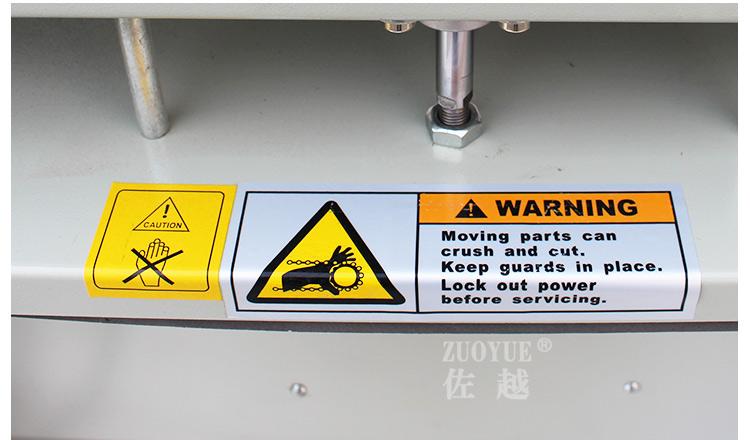 !
CAUTION
! WARNING
Moving parts can
crush and cut.
Keep guards in place.
Lock out power
before servicing.
ZUOYUE®
佐越